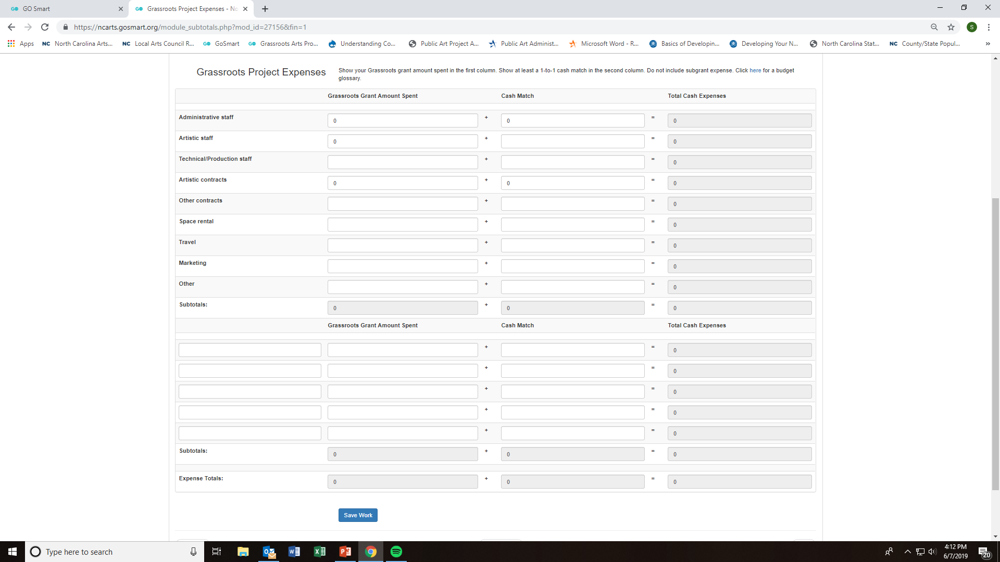 GO Smart
Grassroots Project Expenses - No
https://ncarts.gosmart.org/module_subtotals.php?mod_id=27156&fin=1
S
Apps NC North Carolina Arts... NC Local Arts Council R... GO GoSmart GO Grassroots Arts Pro... Understanding Co... Public Art Project A... Public Art Administ... Microsoft Word - R... Basics of Developin... Developing Your N... North Carolina Stat... NC County/State Popul... »
Grassroots Project Expenses
Show your Grassroots grant amount spent in the first column. Show at least a 1-to-1 cash match in the second column. Do not include subgrant expense. Click here for a budget
glossary.
Grassroots Grant Amount Spent Cash Match Total Cash Expenses
Administrative staff 0 + 0 = 0
Artistic staff 0 + = 0
Technical/Production staff + = 0
Artistic contracts 0 + 0 = 0
Other contracts + = 0
Space rental + = 0
Travel + = 0
Marketing + = 0
Other + = 0
Subtotals: 0 + 0 = 0
Grassroots Grant Amount Spent Cash Match Total Cash Expenses
+ = 0
+ = 0
+ = 0
+ = 0
+ = 0
Subtotals: 0 + 0 = 0
Expense Totals: 0 + 0 = 0
Save Work
Type here to search
4:12 PM
6/7/2019
20